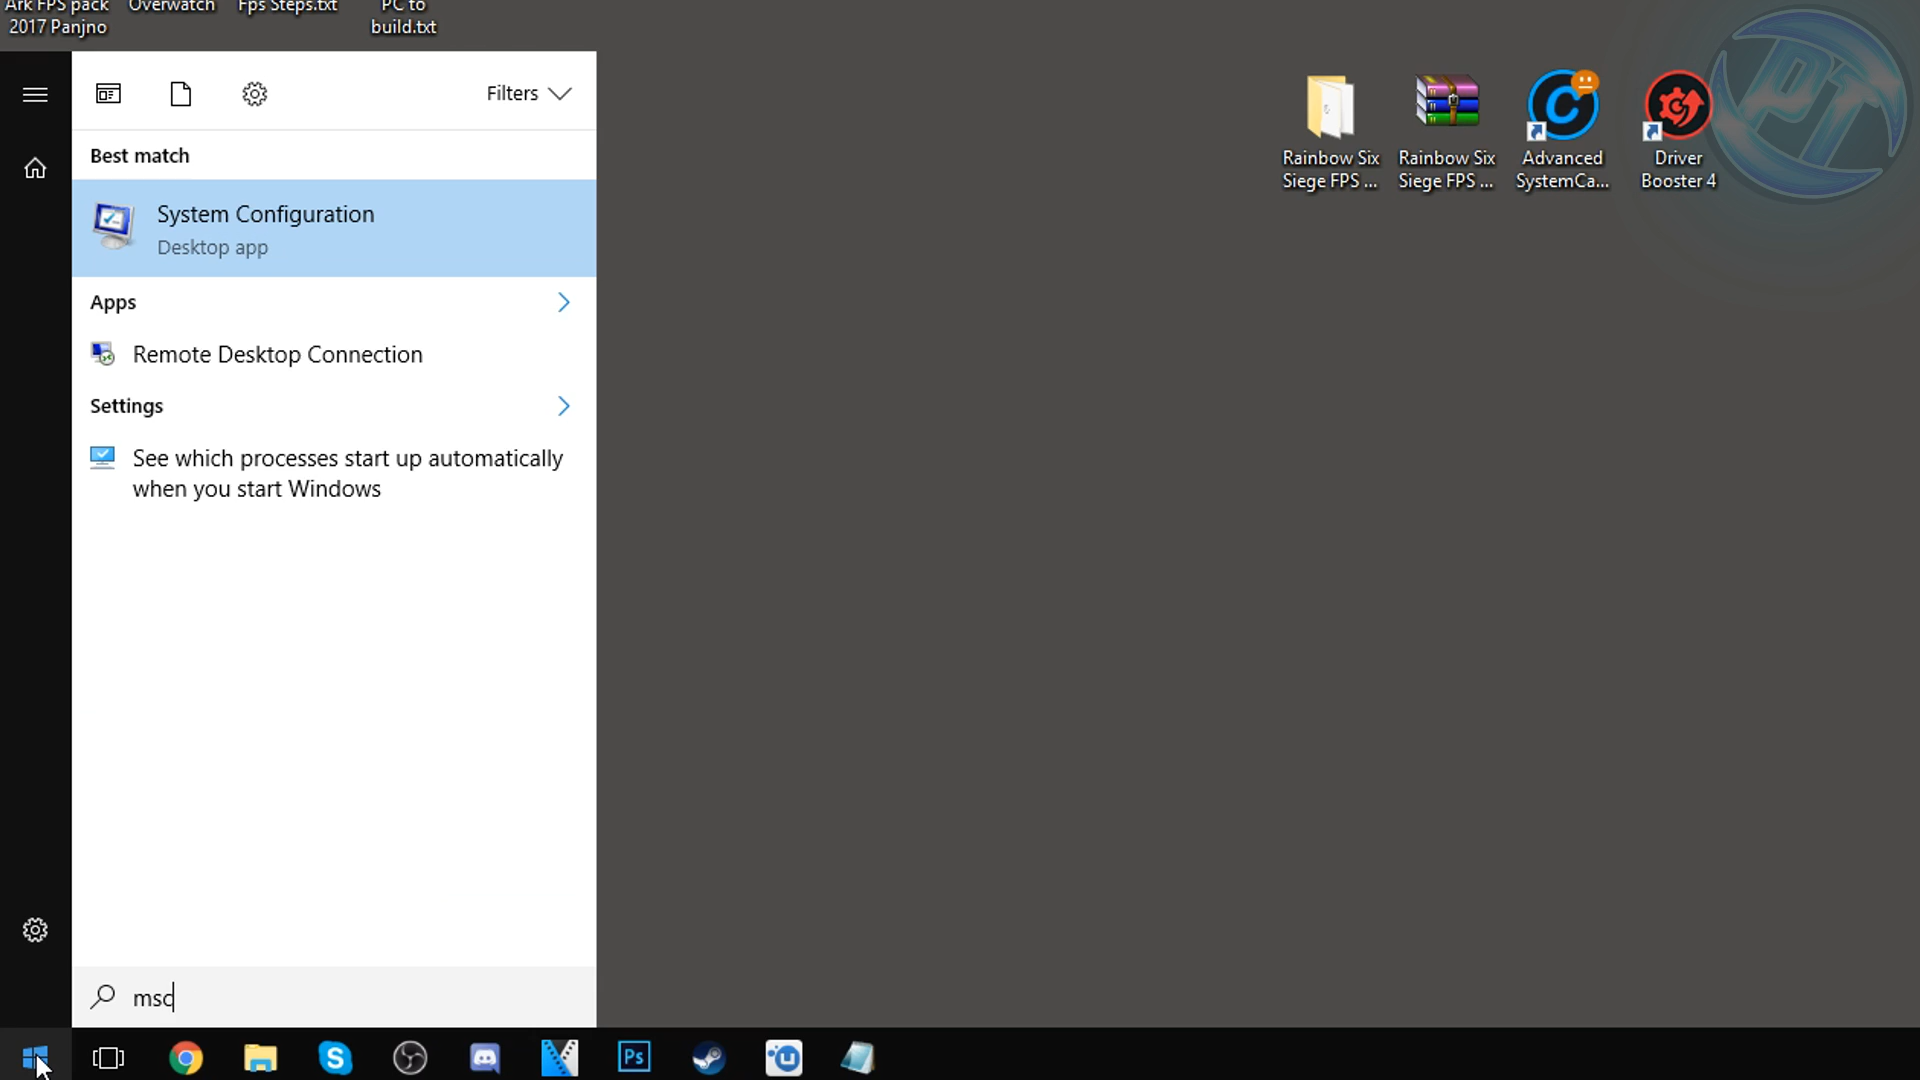 Ark FPS pack
2017 Panjno
Overwatch
Fps Steps.txt
PC to
build.txt
Filters
Best match
System Configuration
Desktop app
Apps
Remote Desktop Connection
Settings
See which processes start up automatically
when you start Windows
msc
Rainbow Six
Siege FPS ...
Rainbow Six
Siege FPS ...
Advanced
SystemCa...
Driver
Booster 4
PT
Ps